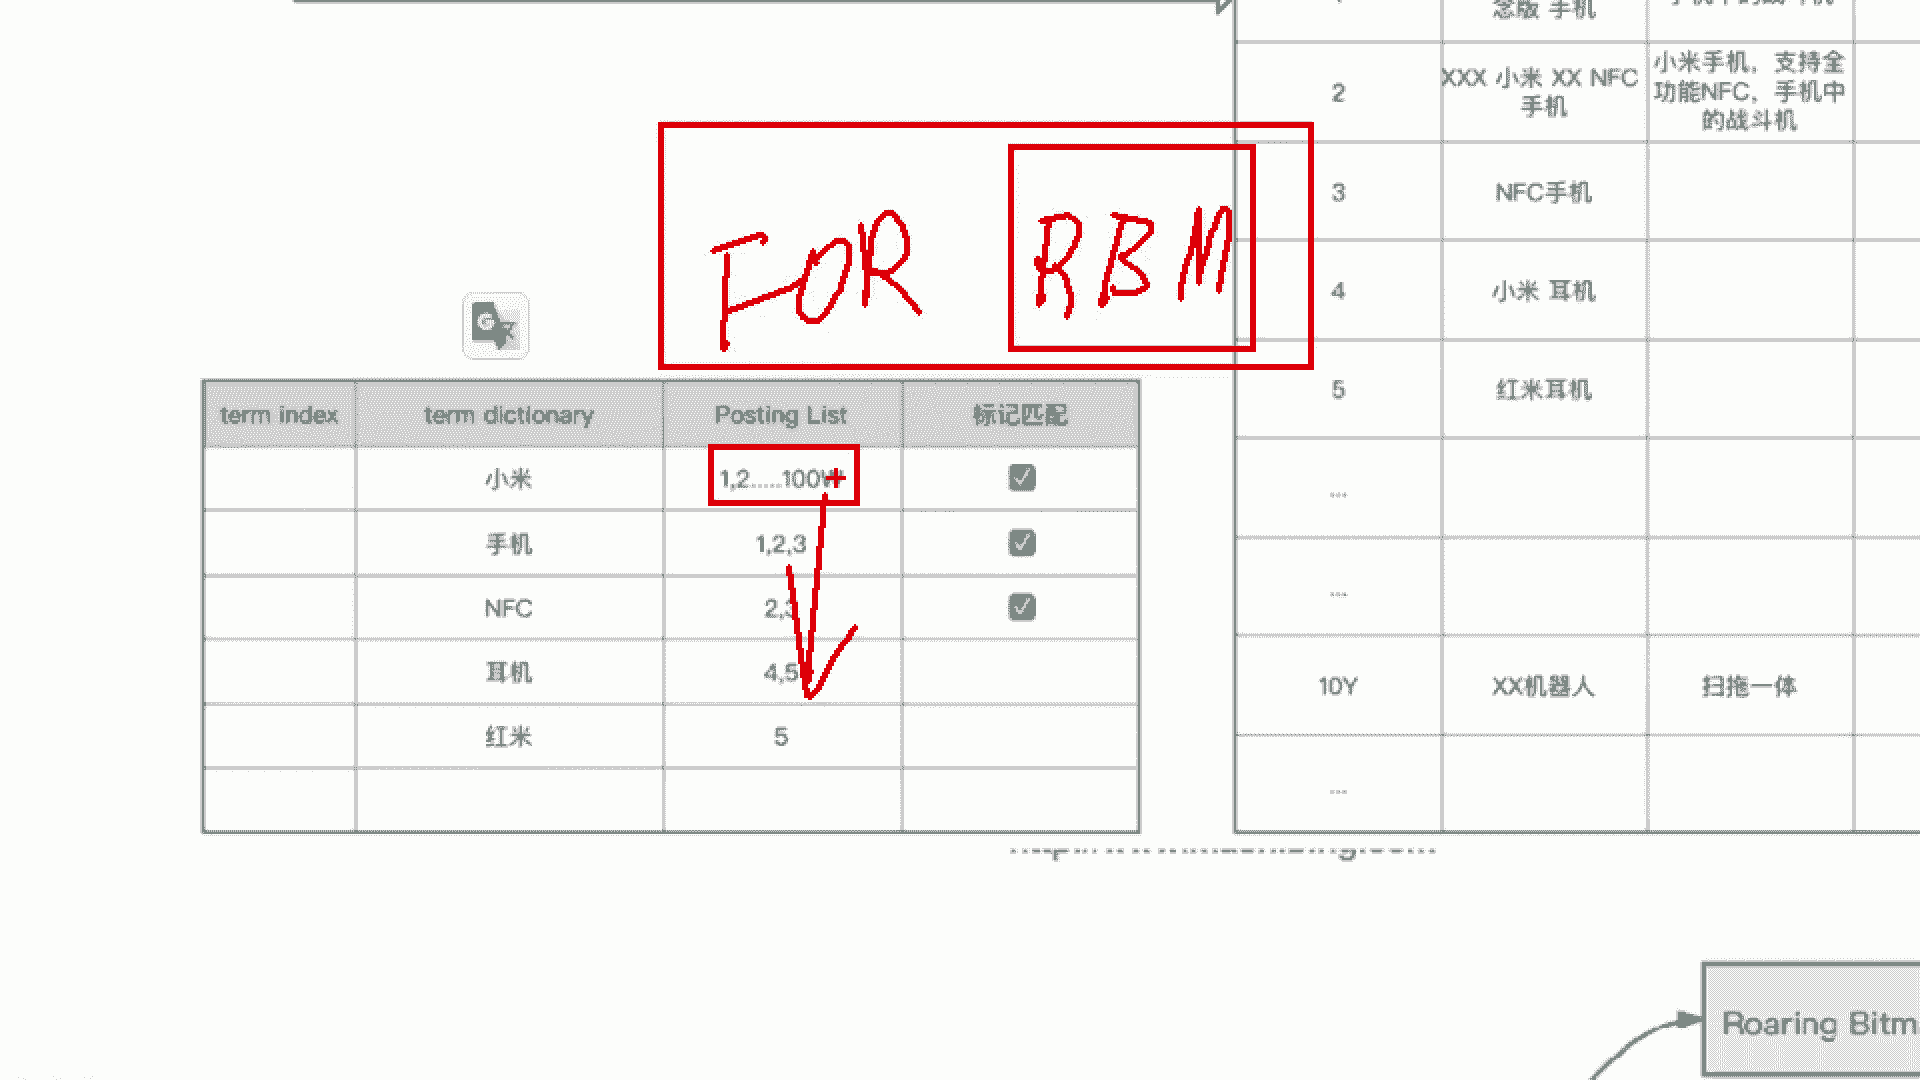 念版 手机
2
XXX 小米 XX NFC
手机
小米手机，支持全
功能NFC，手机中
的战斗机
3
NFC手机
4
小米 耳机
5
红米耳机
...
...
10Y
XX机器人
扫拖一体
...
FOR RBM
term index
term dictionary
Posting List
标记匹配
小米
1,2.....100W+
手机
1,2,3
NFC
2,3
耳机
4,5
红米
5
Roaring Bitm